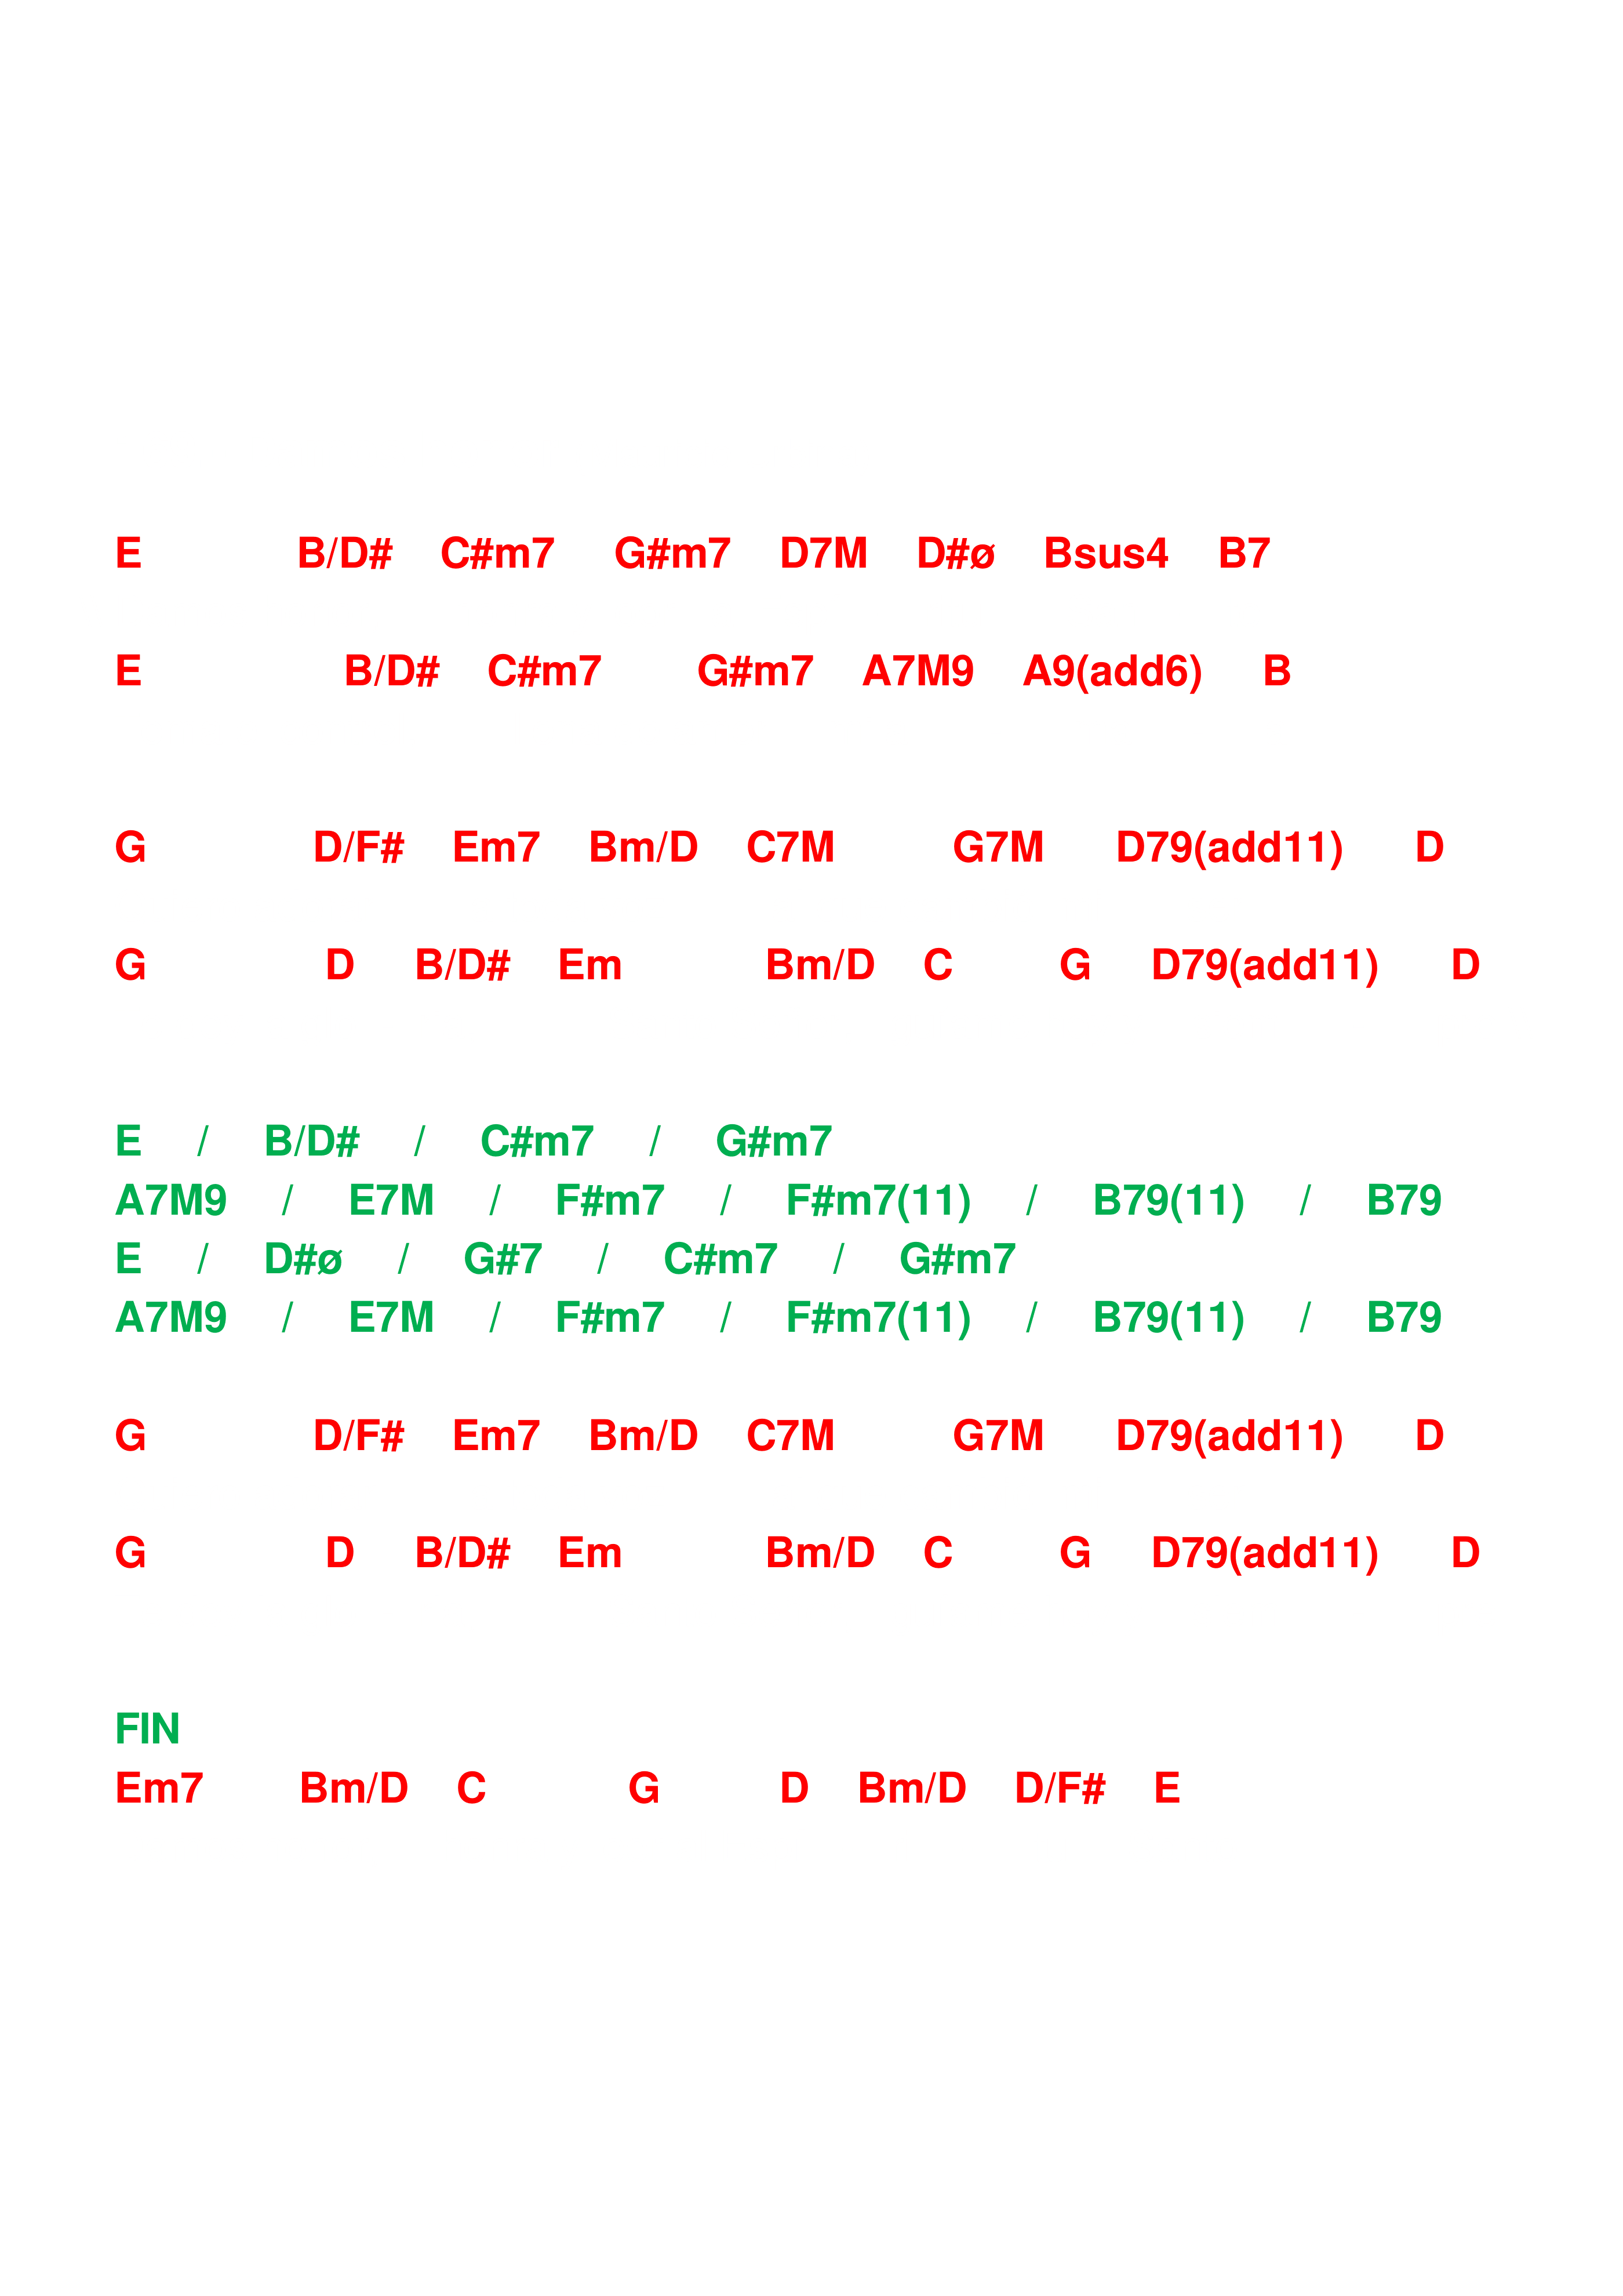 E B/D# C#m7 G#m7 D7M D#ø Bsus4 B7
E B/D# C#m7 G#m7 A7M9 A9(add6) B
G D/F# Em7 Bm/D C7M G7M D79(add11) D
G D B/D# Em Bm/D C G D79(add11) D
E / B/D# / C#m7 / G#m7
A7M9 / E7M / F#m7 / F#m7(11) / B79(11) / B79
E / D#ø / G#7 / C#m7 / G#m7
A7M9 / E7M / F#m7 / F#m7(11) / B79(11) / B79
G D/F# Em7 Bm/D C7M G7M D79(add11) D
G D B/D# Em Bm/D C G D79(add11) D
FIN
Em7 Bm/D C G D Bm/D D/F# E